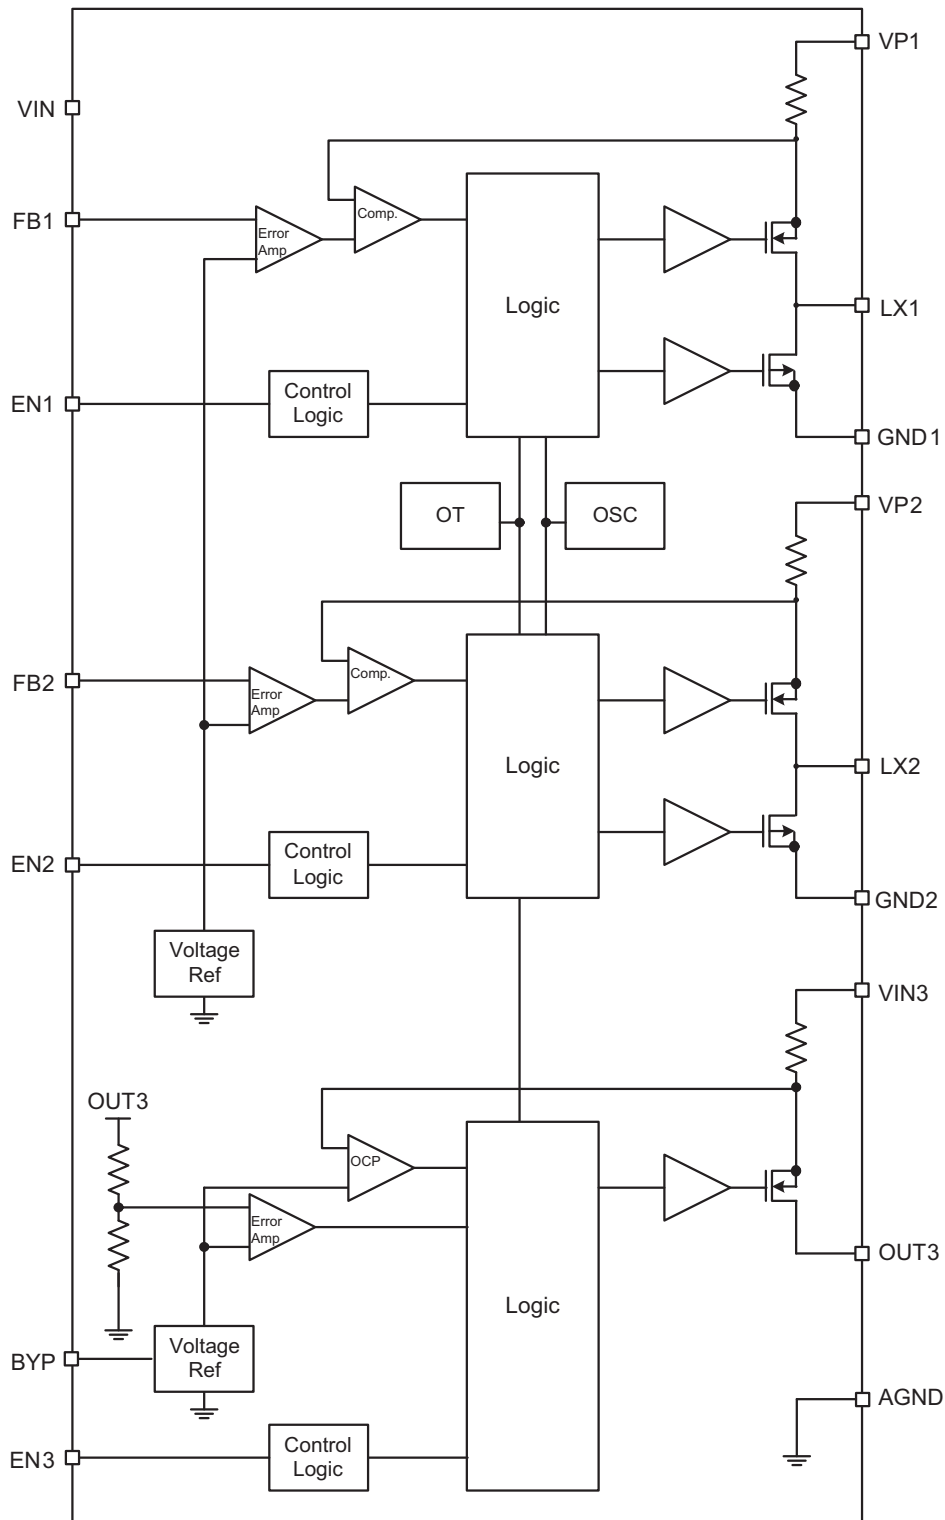 VP1
VIN
FB1
Error
Amp
Comp.
Logic
LX1
EN1
Control
Logic
GND1
OT
OSC
VP2
FB2
Error
Amp
Comp.
Logic
LX2
EN2
Control
Logic
GND2
Voltage
Ref
VIN3
OUT3
OCP
Error
Amp
Logic
OUT3
BYP
Voltage
Ref
AGND
EN3
Control
Logic